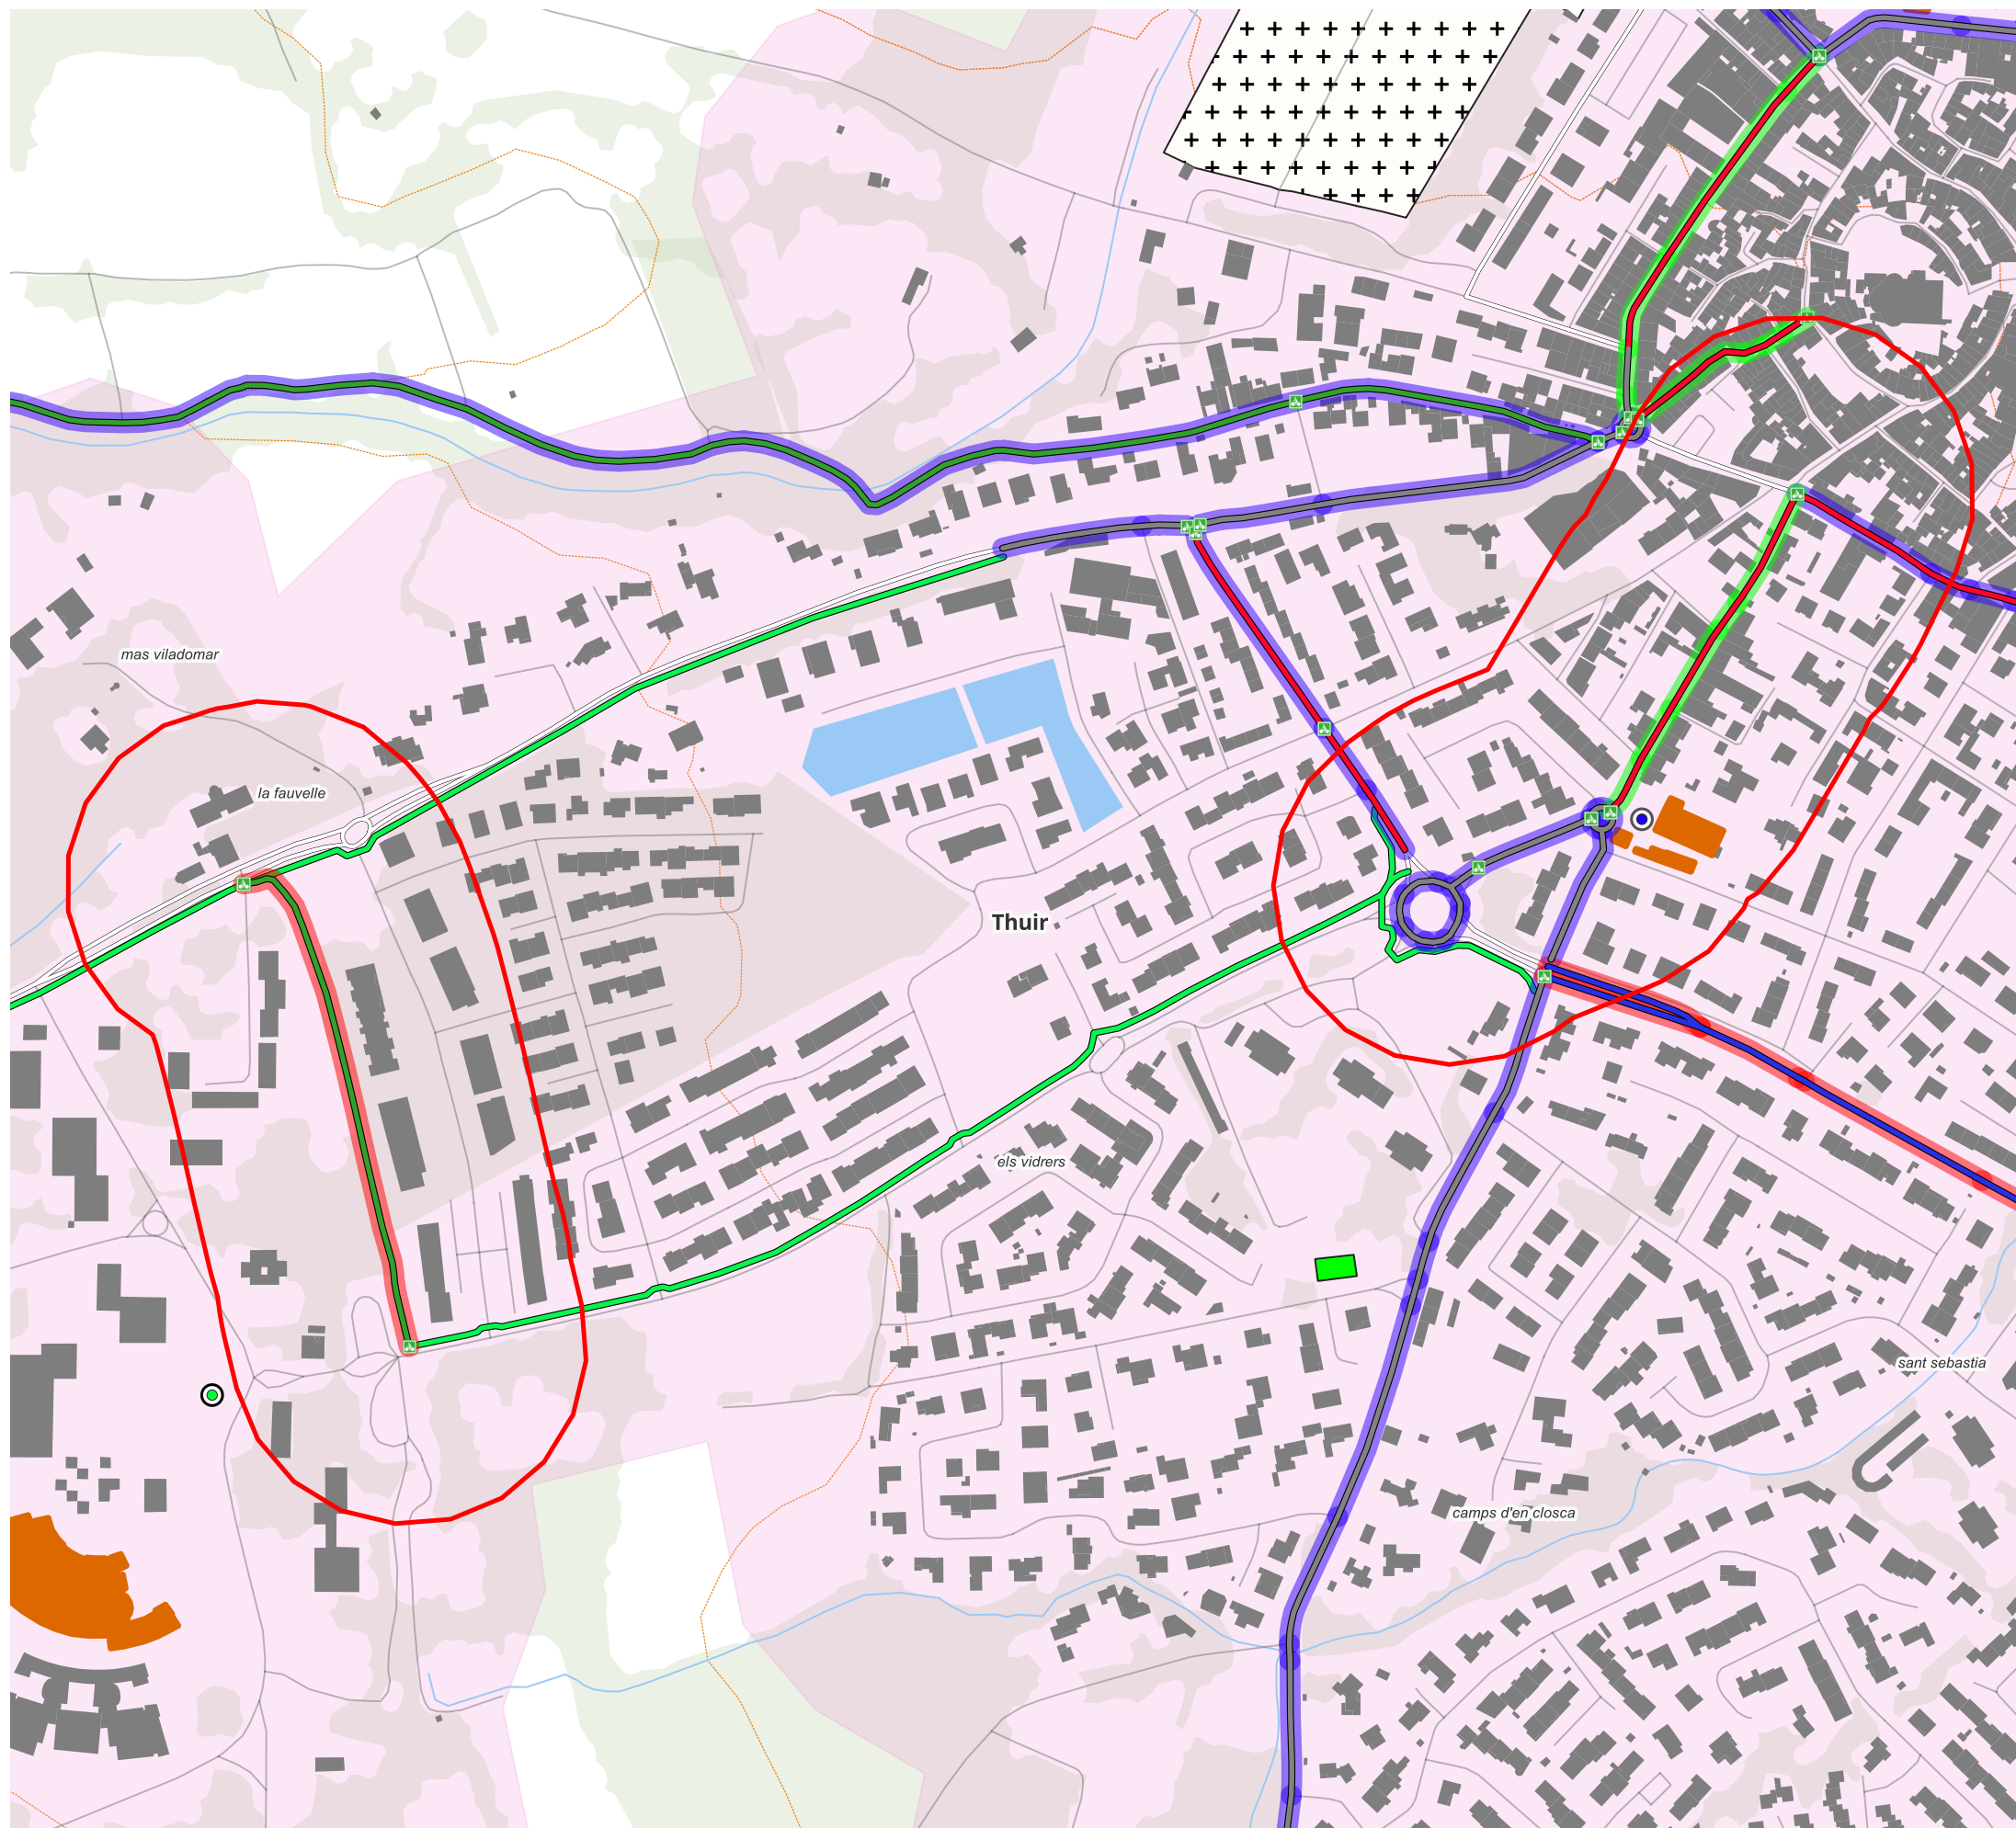 mas viladomar
la fauvelle
Thuir
els vidrers
sant sebastia
camps d'en closca